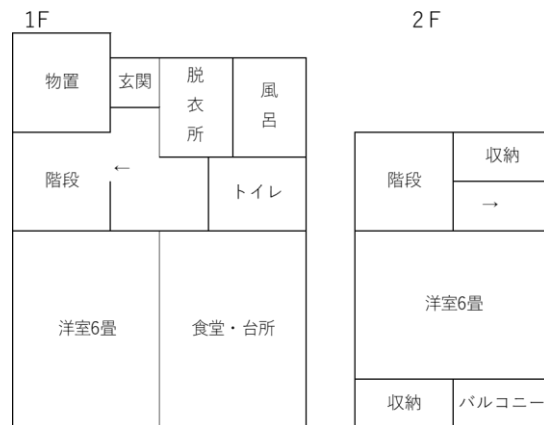 1F
物置
玄関
脱衣所
風呂
階段
←
トイレ
洋室6畳
食堂・台所
2F
階段
収納
→
洋室6畳
収納
バルコニー